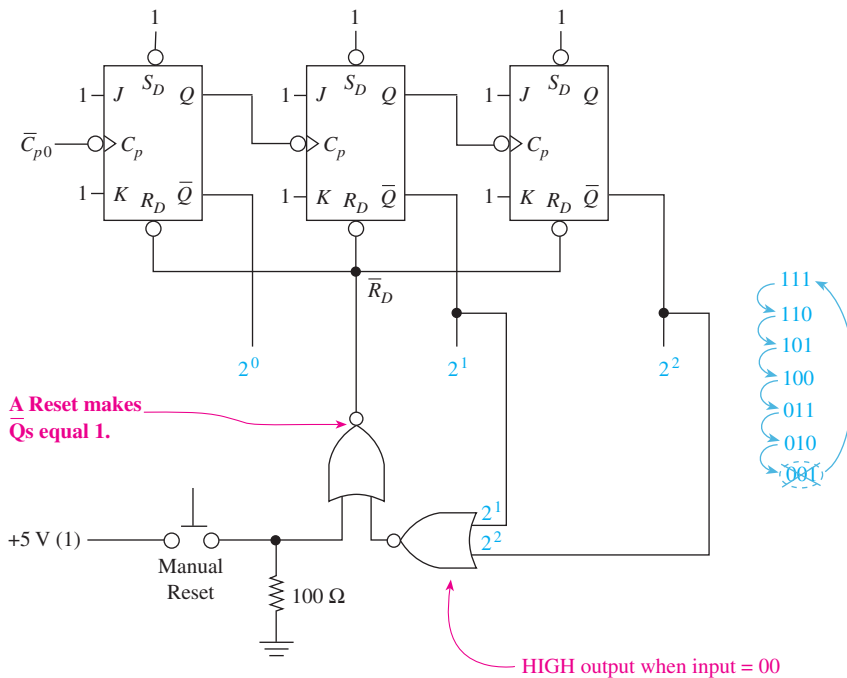 1 1 1
1 J S_D Q 1 J S_D Q 1 J S_D Q
C̅_p0 C_p C_p C_p
1 K R_D Q̅ 1 K R_D Q̅ 1 K R_D Q̅
R̅_D
2^0 2^1 2^2
111
110
101
100
011
010
001
A Reset makes
Q̅s equal 1.
2^1
2^2
+5 V (1)
Manual
Reset
100 Ω
HIGH output when input = 00